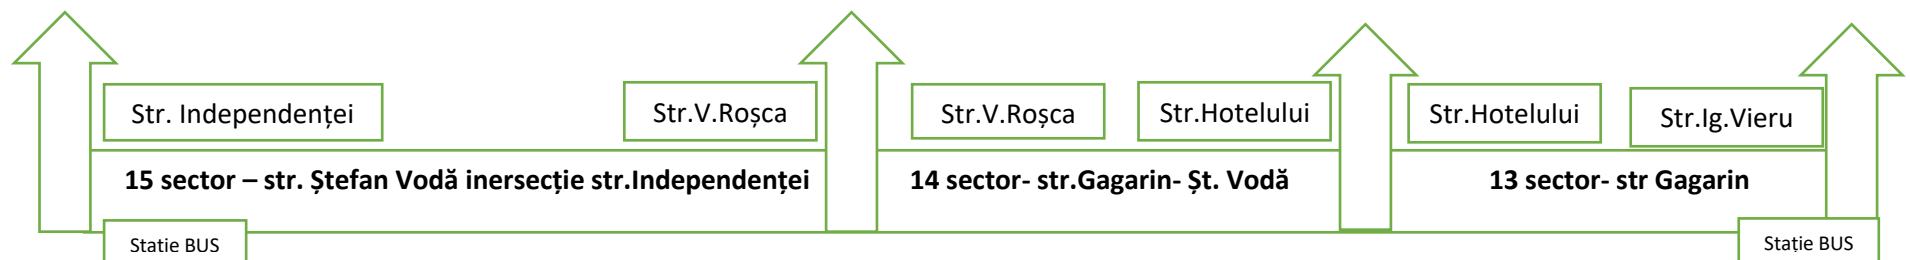 Str. Independenței
Str.V.Roșca
Str.V.Roșca
Str.Hotelului
Str.Hotelului
Str.Ig.Vieru
15 sector – str. Ștefan Vodă inersecție str.Independenței
14 sector- str.Gagarin- Șt. Vodă
13 sector- str Gagarin
Statie BUS
Stație BUS